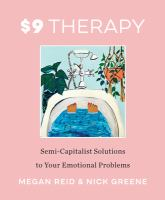 $9 THERAPY
Semi-Capitalist Solutions
to Your Emotional Problems
MEGAN REID & NICK GREENE